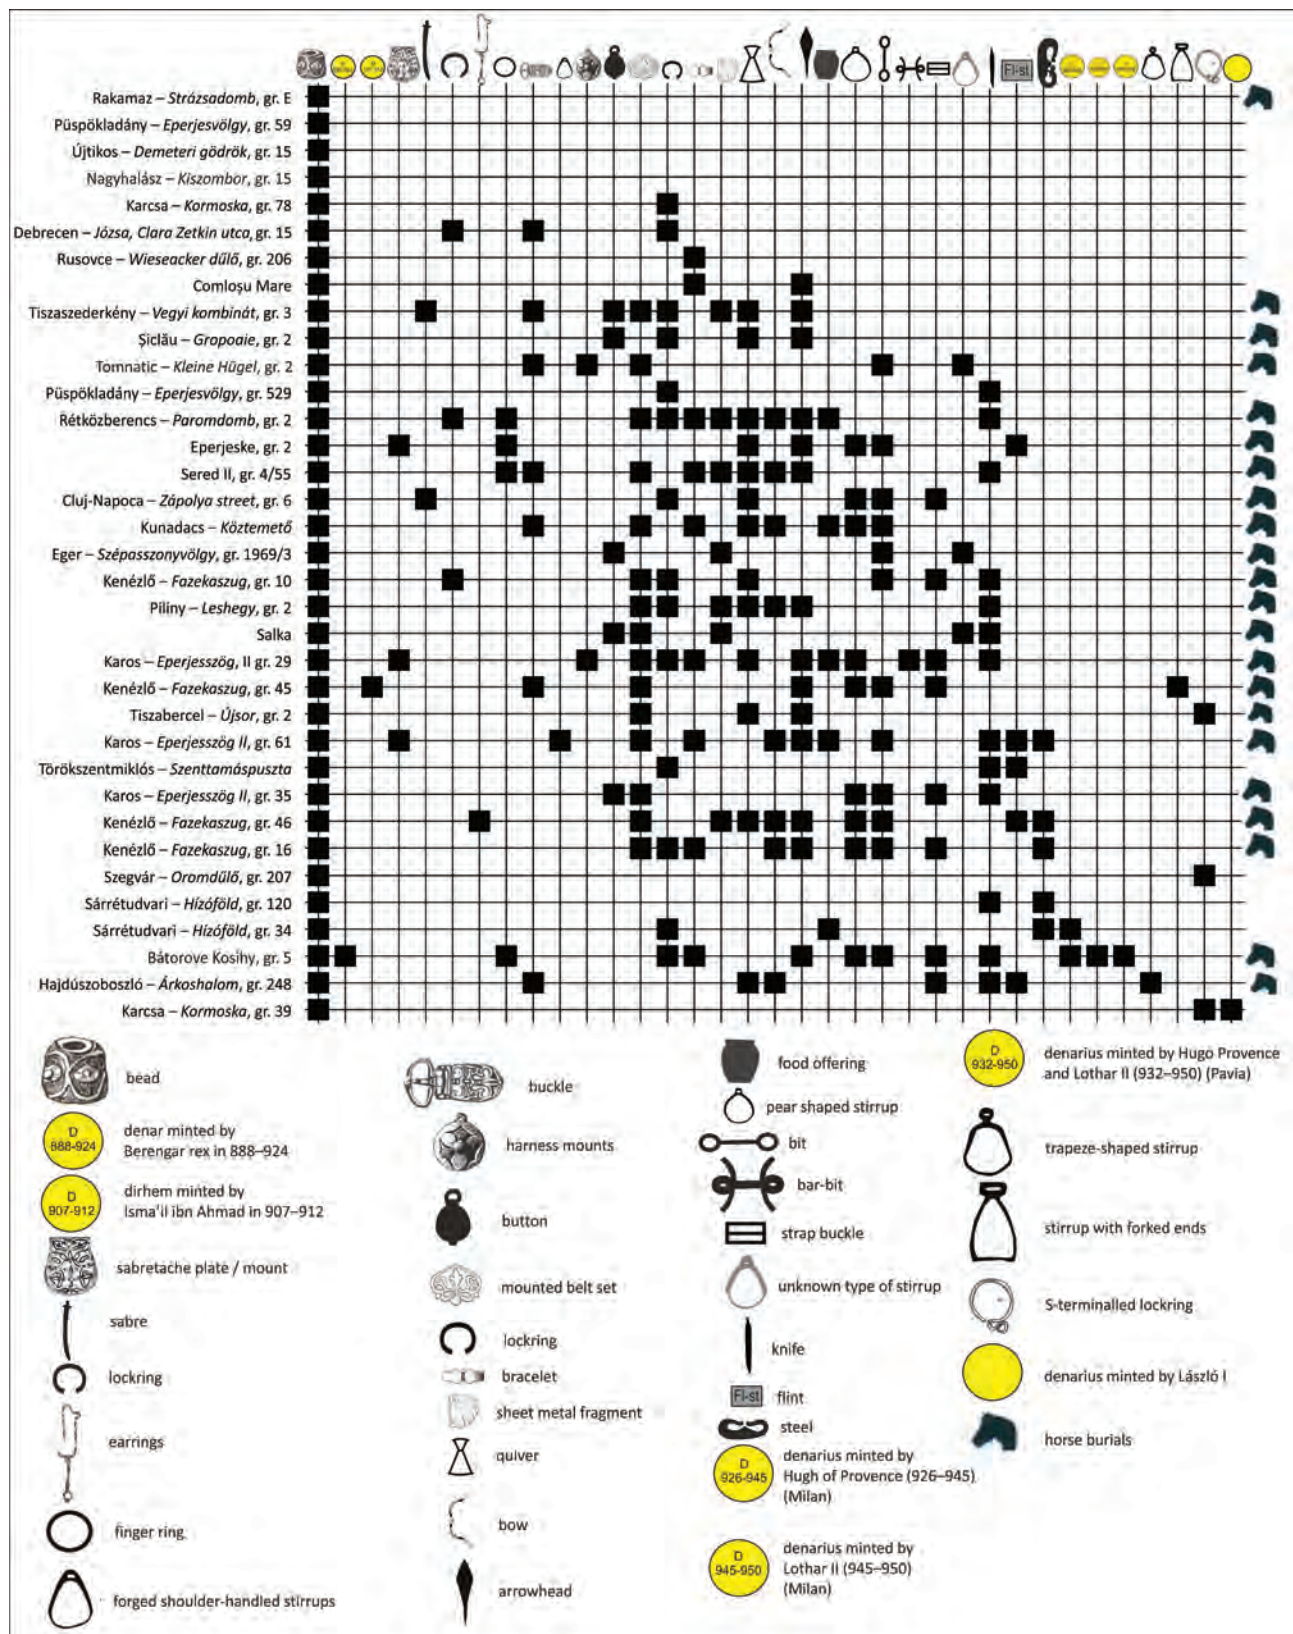 Fl-st
Rakamaz – Strázsadomb, gr. E
Püspökladány – Eperjesvölgy, gr. 59
Újtikos – Demeteri gödrök, gr. 15
Nagyhalász – Kiszombor, gr. 15
Karcsa – Kormoska, gr. 78
Debrecen – Józsa, Clara Zetkin utca, gr. 15
Rusovce – Wieseacker dűlő, gr. 206
Comloşu Mare
Tiszaszederkény – Vegyi kombinát, gr. 3
Şiclău – Gropoaie, gr. 2
Tomnatic – Kleine Hügel, gr. 2
Püspökladány – Eperjesvölgy, gr. 529
Rétközberencs – Paromdomb, gr. 2
Eperjeske, gr. 2
Sered II, gr. 4/55
Cluj-Napoca – Zápolya street, gr. 6
Kunadacs – Köztemető
Eger – Szépasszonyvölgy, gr. 1969/3
Kenézlő – Fazekaszug, gr. 10
Piliny – Leshegy, gr. 2
Salka
Karos – Eperjesszög, II gr. 29
Kenézlő – Fazekaszug, gr. 45
Tiszabercel – Újsor, gr. 2
Karos – Eperjesszög II, gr. 61
Törökszentmiklós – Szenttamáspuszta
Karos – Eperjesszög II, gr. 35
Kenézlő – Fazekaszug, gr. 46
Kenézlő – Fazekaszug, gr. 16
Szegvár – Oromdűlő, gr. 207
Sárrétudvari – Hízóföld, gr. 120
Sárrétudvari – Hízóföld, gr. 34
Bátorove Kosihy, gr. 5
Hajdúszoboszló – Árkoshalom, gr. 248
Karcsa – Kormoska, gr. 39
bead
D
888-924
denar minted by
Berengar rex in 888–924
D
907-912
dirhem minted by
Isma'il ibn Ahmad in 907–912
sabretache plate / mount
sabre
lockring
earrings
finger ring
forged shoulder-handled stirrups
buckle
harness mounts
button
mounted belt set
lockring
bracelet
sheet metal fragment
quiver
bow
arrowhead
food offering
pear shaped stirrup
bit
bar-bit
strap buckle
unknown type of stirrup
knife
Fl-st
flint
steel
D
926-945
denarius minted by
Hugh of Provence (926–945)
(Milan)
D
945-950
denarius minted by
Lothar II (945–950)
(Milan)
D
932-950
denarius minted by Hugo Provence
and Lothar II (932–950) (Pavia)
trapeze-shaped stirrup
stirrup with forked ends
S-terminalled lockring
denarius minted by László I
horse burials